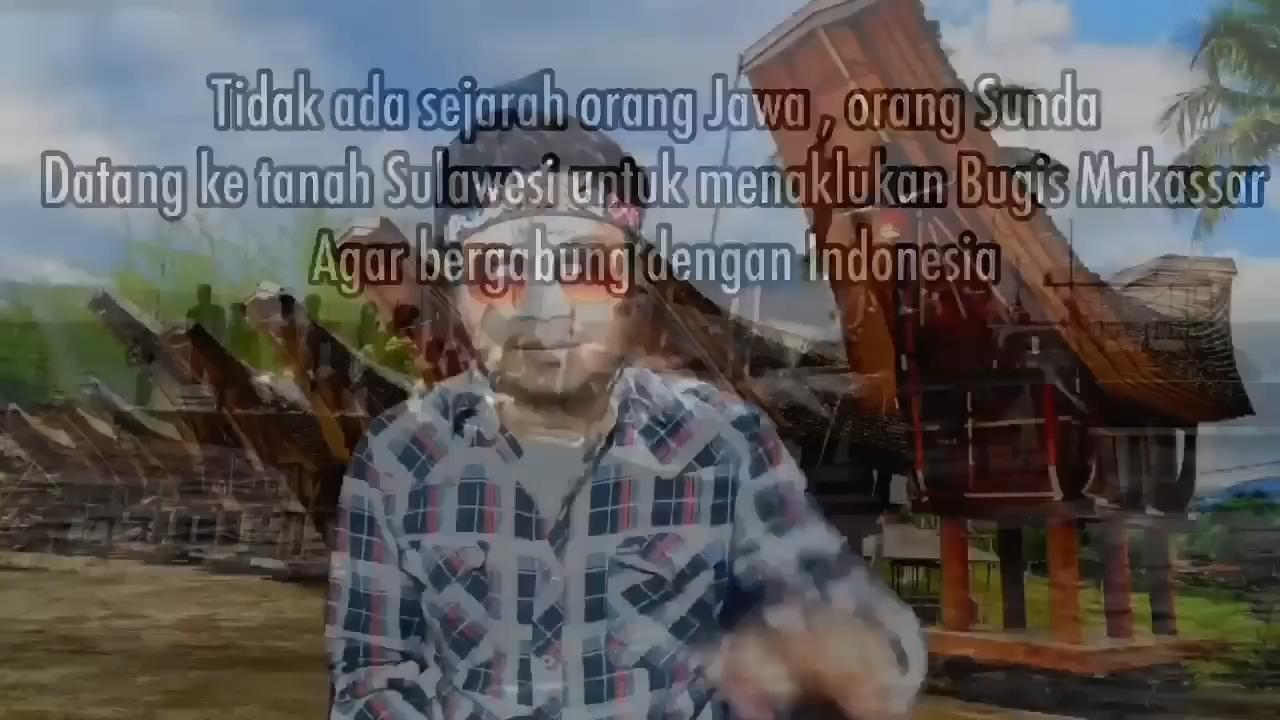 Tidak ada sejarah orang Jawa , orang Sunda
Datang ke tanah Sulawesi untuk menaklukan Bugis Makassar
Agar bergabung dengan Indonesia